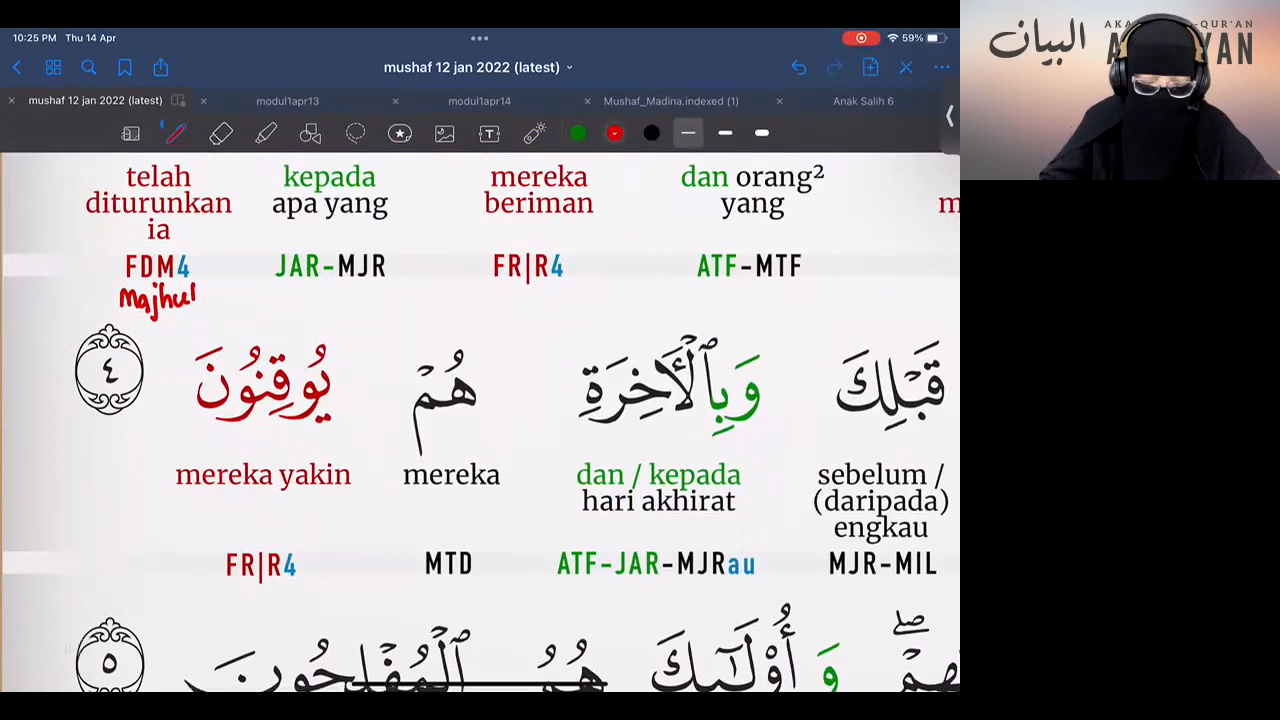 10:25 PM Thu 14 Apr
59%
mushaf 12 jan 2022 (latest)
mushaf 12 jan 2022 (latest)
modul1apr13
modul1apr14
Mushaf_Madina.indexed (1)
Anak Salih 6
البيان
telah diturunkan ia
kepada apa yang
mereka beriman
dan orang² yang
FDM4
JAR-MJR
FR|R4
ATF-MTF
Majhul
قَبْلِكَ وَبِٱلْأَخِرَةِ هُمْ يُوقِنُونَ ٤
mereka yakin
mereka
dan / kepada hari akhirat
sebelum / (daripada) engkau
FR|R4
MTD
ATF-JAR-MJRau
MJR-MIL
وَ أُوْلَٰٓئِكَ هُمُ ٱلْمُفْلِحُونَ ٥